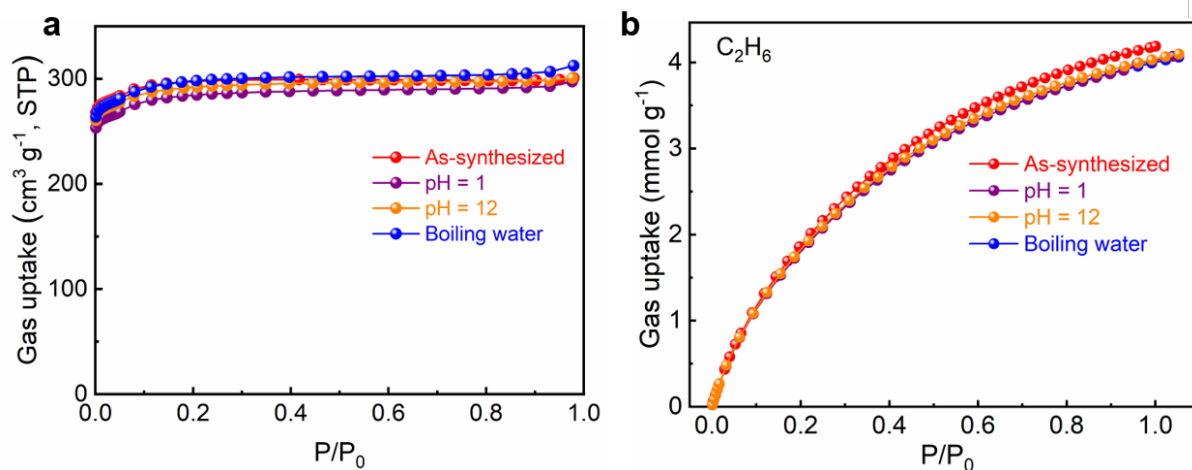 a
Gas uptake (cm³ g⁻¹, STP)
300
200
100
0
As-synthesized
pH = 1
pH = 12
Boiling water
0.0 0.2 0.4 0.6 0.8 1.0
P/P₀
b
C₂H₆
Gas uptake (mmol g⁻¹)
4
3
2
1
0
As-synthesized
pH = 1
pH = 12
Boiling water
0.0 0.2 0.4 0.6 0.8 1.0
P/P₀